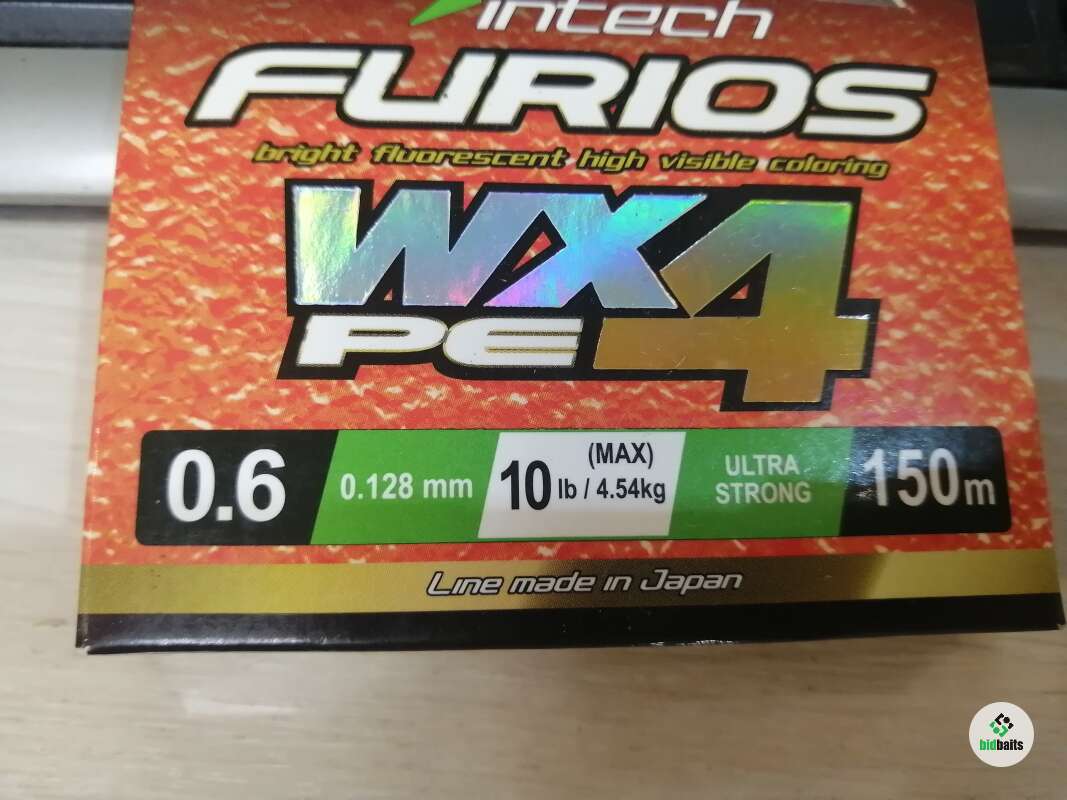 intech
FURIOS
bright fluorescent high visible coloring
WX4
PE
0.6
0.128 mm
(MAX)
10 lb / 4.54kg
ULTRA
STRONG
150m
Line made in Japan
bidbaits